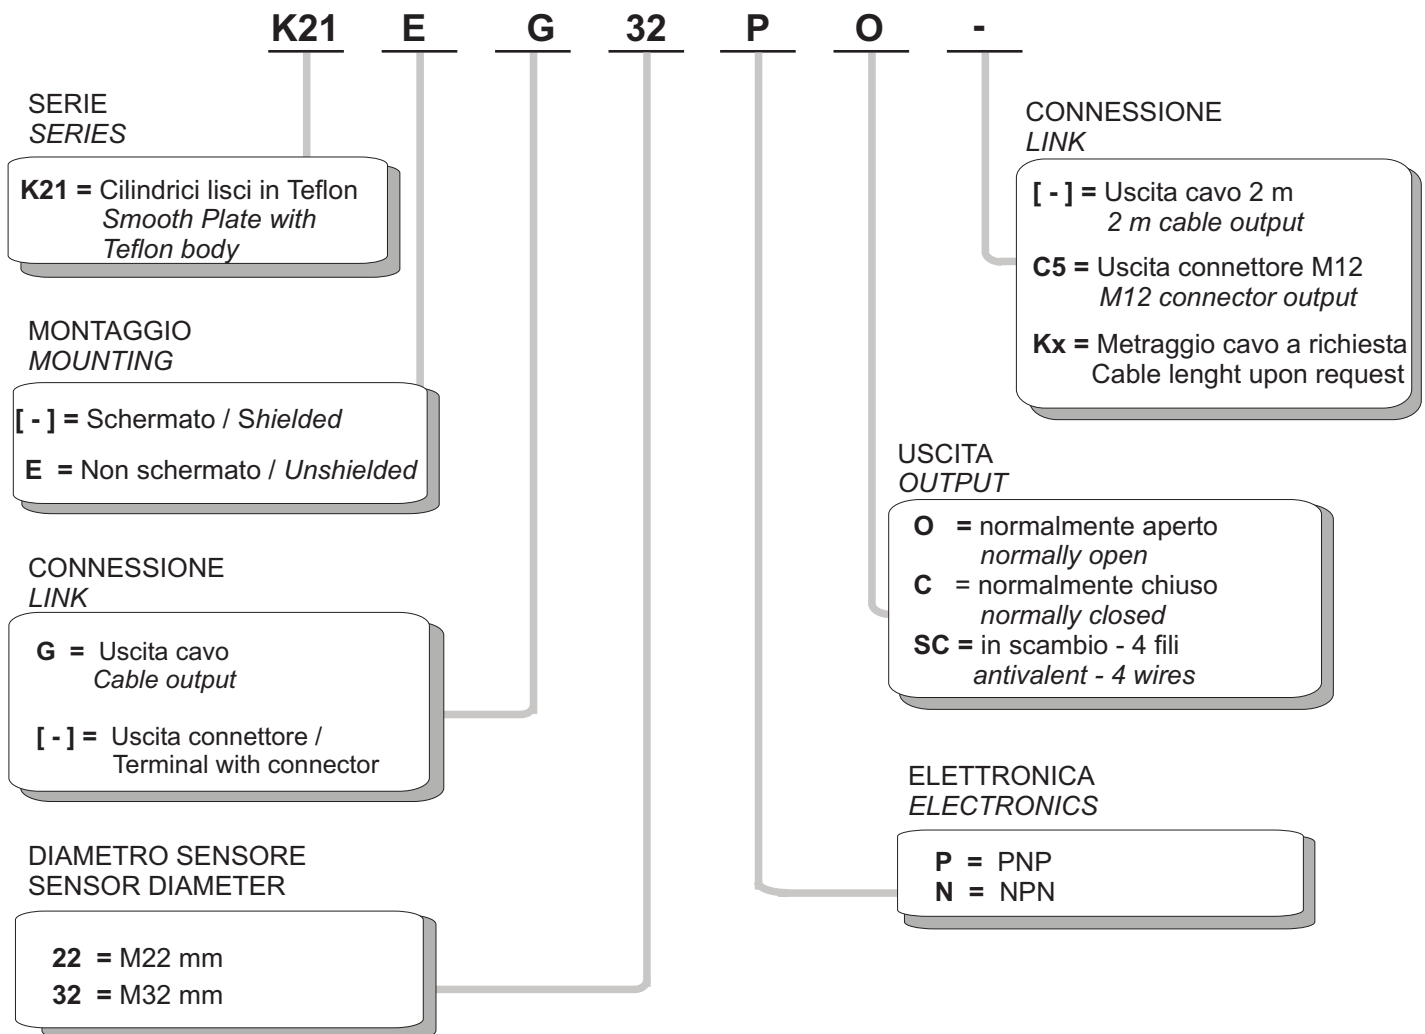 K21 E G 32 P O -
SERIE
SERIES
K21 = Cilindrici lisci in Teflon
Smooth Plate with
Teflon body
MONTAGGIO
MOUNTING
[ - ] = Schermato / Shielded
E = Non schermato / Unshielded
CONNESSIONE
LINK
G = Uscita cavo
Cable output
[ - ] = Uscita connettore /
Terminal with connector
DIAMETRO SENSORE
SENSOR DIAMETER
22 = M22 mm
32 = M32 mm
CONNESSIONE
LINK
[ - ] = Uscita cavo 2 m
2 m cable output
C5 = Uscita connettore M12
M12 connector output
Kx = Metraggio cavo a richiesta
Cable lenght upon request
USCITA
OUTPUT
O = normalmente aperto
normally open
C = normalmente chiuso
normally closed
SC = in scambio - 4 fili
antivalent - 4 wires
ELETTRONICA
ELECTRONICS
P = PNP
N = NPN